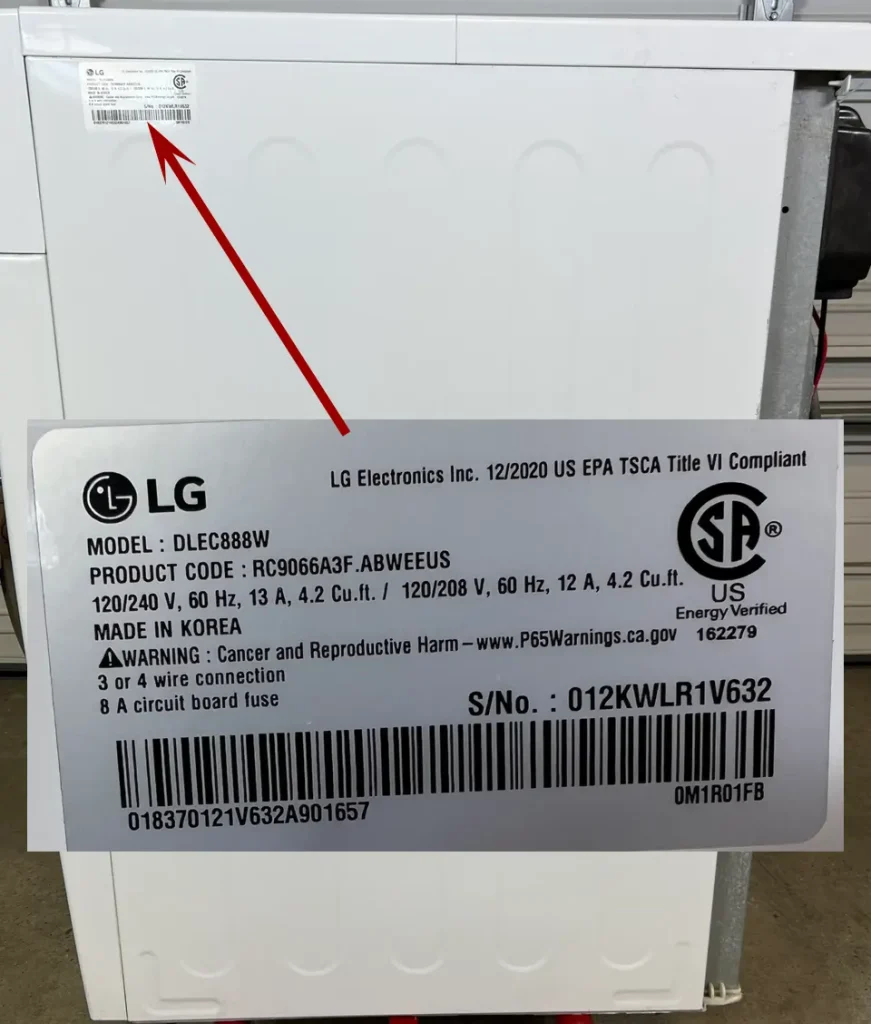 LG
LG Electronics Inc. 12/2020 US EPA TSCA Title VI Compliant
MODEL : DLEC888W
PRODUCT CODE : RC9066A3F.ABWEEUS
120/240 V, 60 Hz, 13 A, 4.2 Cu.ft. / 120/208 V, 60 Hz, 12 A, 4.2 Cu.ft.
MADE IN KOREA
WARNING : Cancer and Reproductive Harm – www.P65Warnings.ca.gov
3 or 4 wire connection
8 A circuit board fuse
SA®
US
Energy Verified
162279
S/No. : 012KWLR1V632
018370121V632A901657
0M1R01FB